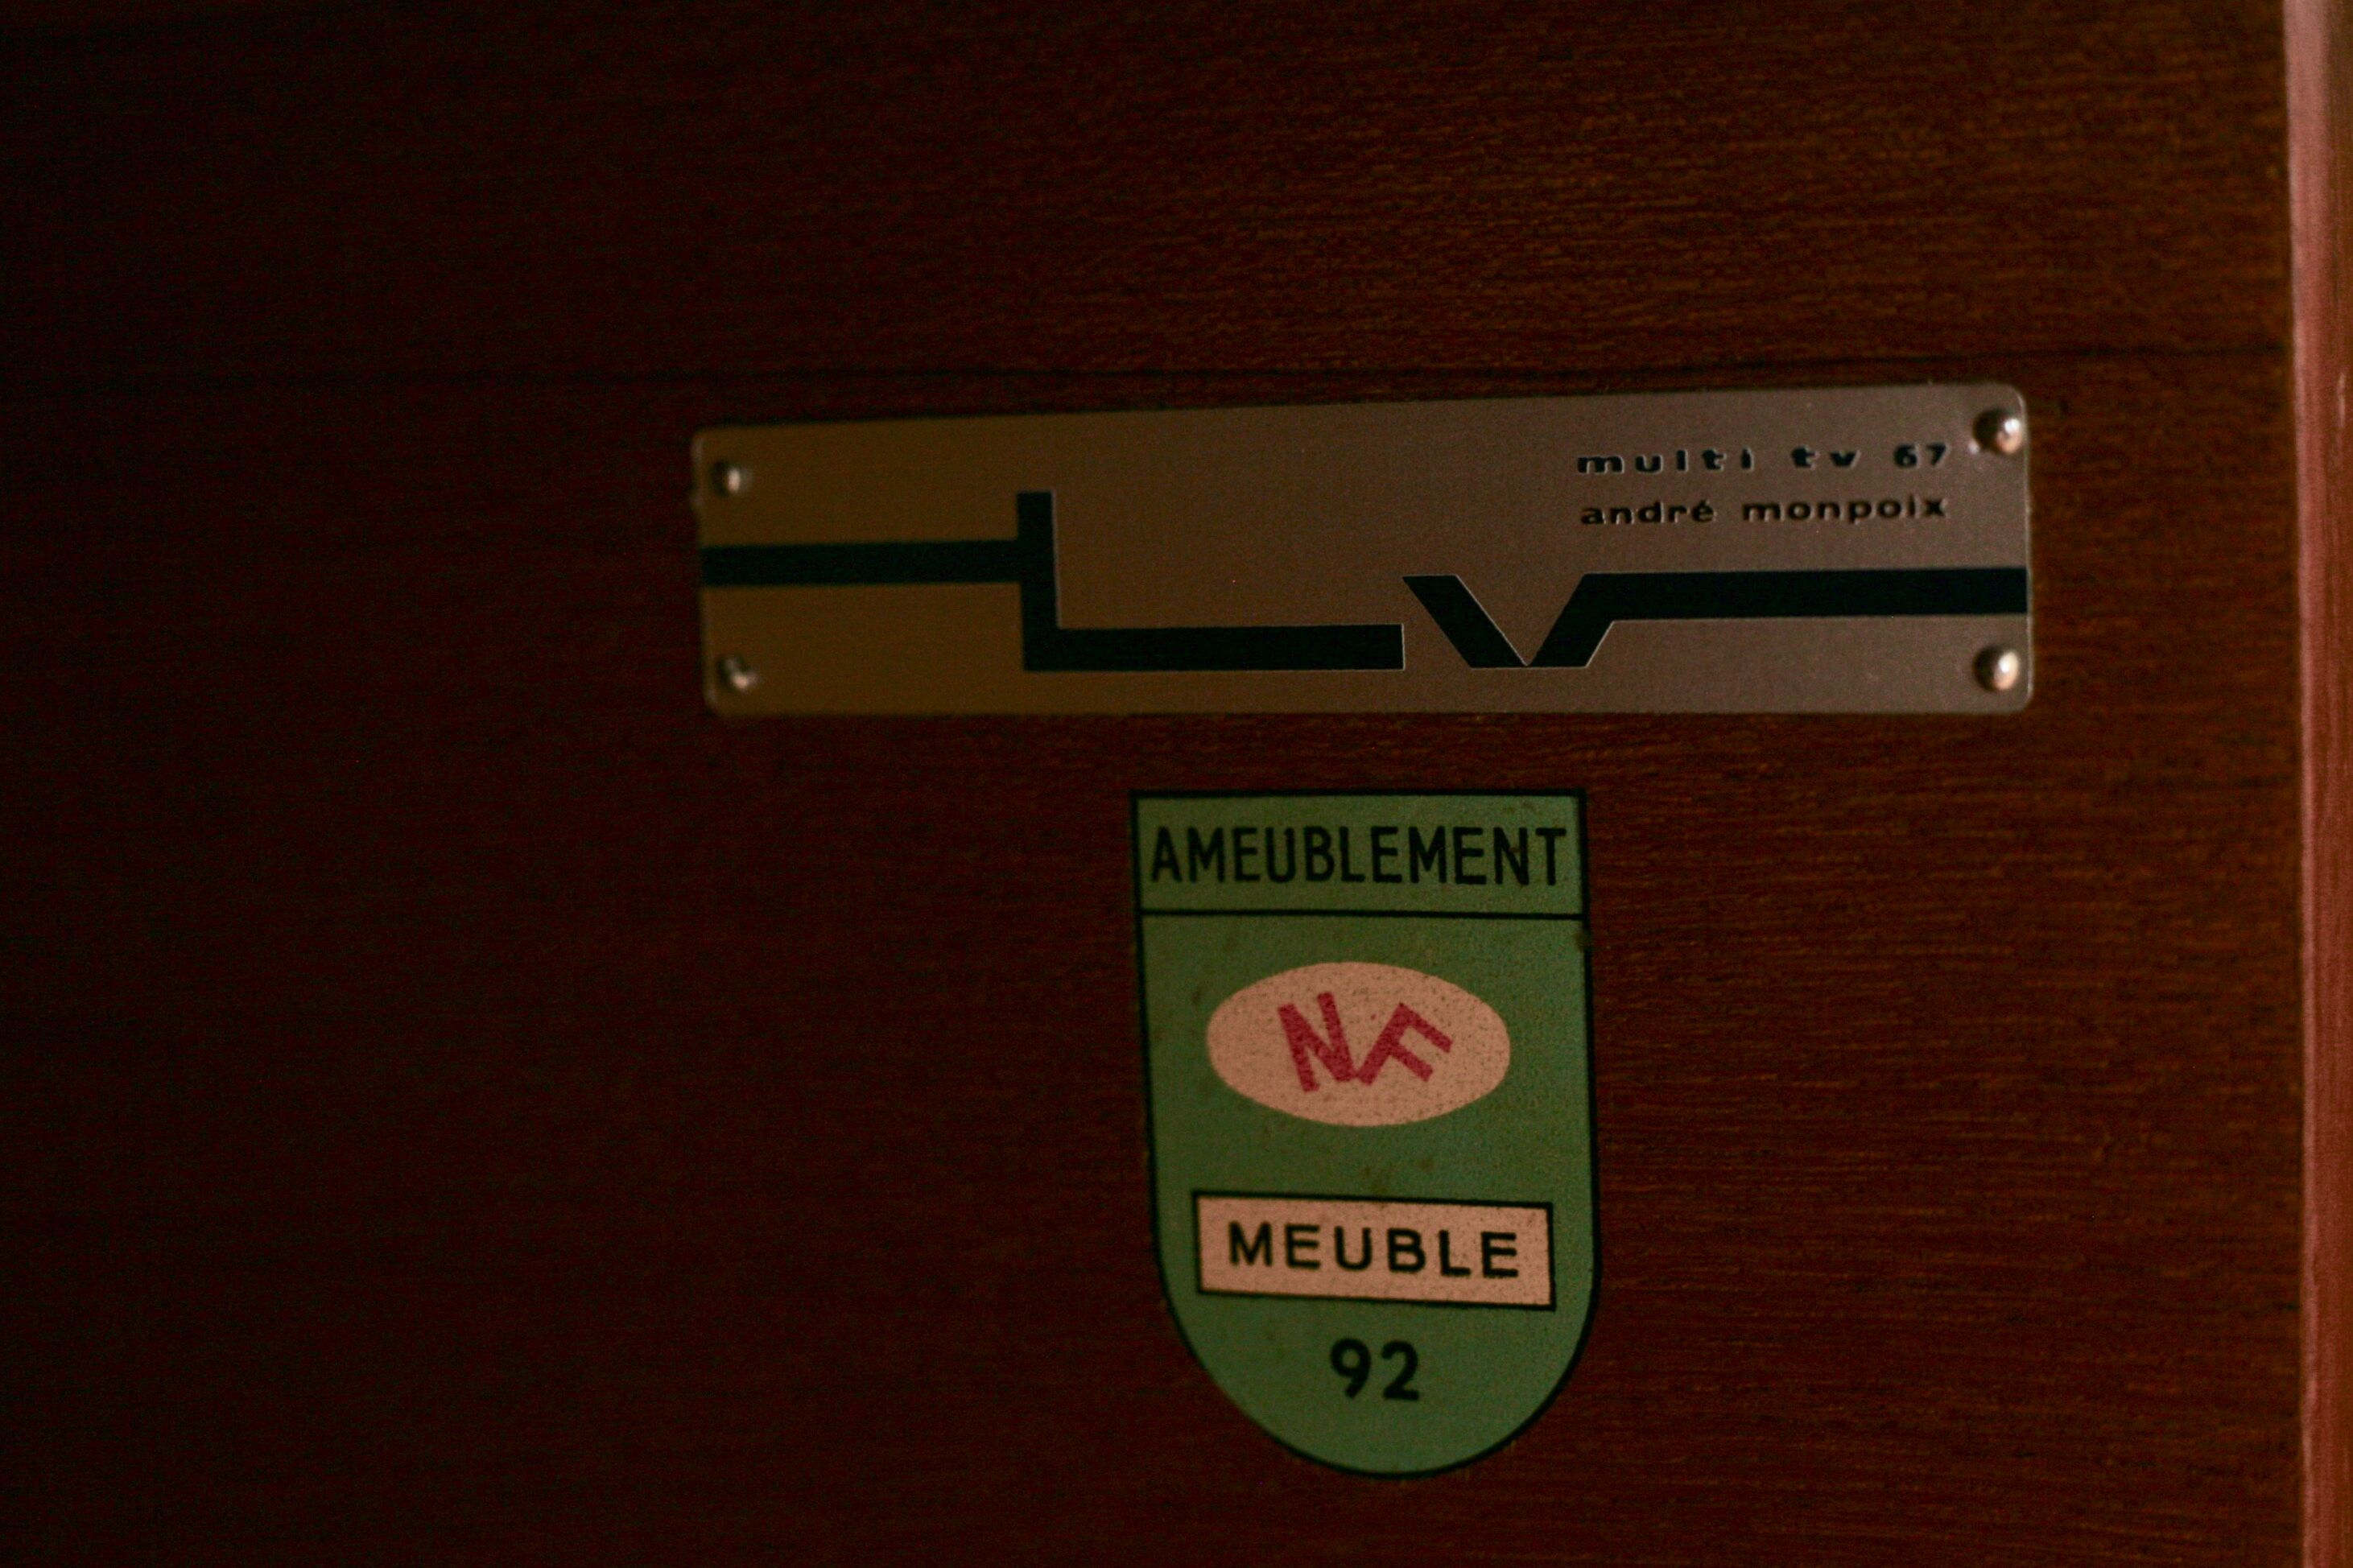 multi tv 67
andré monpoix
LV
AMEUBLEMENT
NF
MEUBLE
92